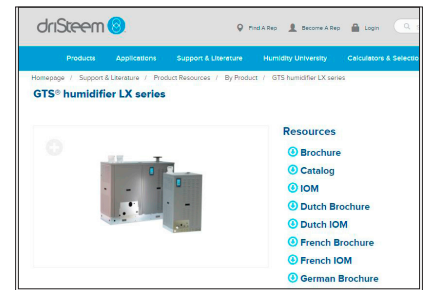 driSteem
Find A Rep Become A Rep Login
Products Applications Support & Literature Humidity University Calculators & Selectio
Homepage / Support & Literature / Product Resources / By Product / GTS humidifier LX series
GTS® humidifier LX series
Resources
Brochure
Catalog
IOM
Dutch Brochure
Dutch IOM
French Brochure
French IOM
German Brochure